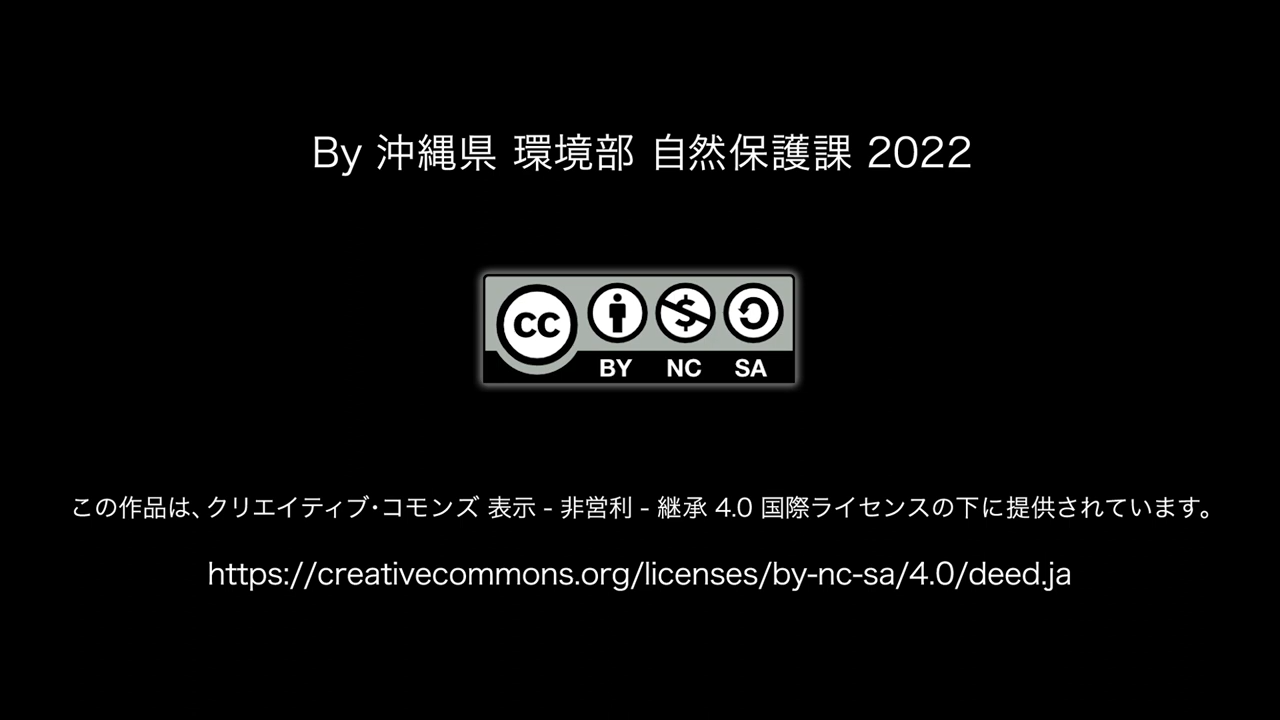 By 沖縄県 環境部 自然保護課 2022
cc
BY NC SA
この作品は、クリエイティブ・コモンズ 表示 - 非営利 - 継承 4.0 国際ライセンスの下に提供されています。
https://creativecommons.org/licenses/by-nc-sa/4.0/deed.ja